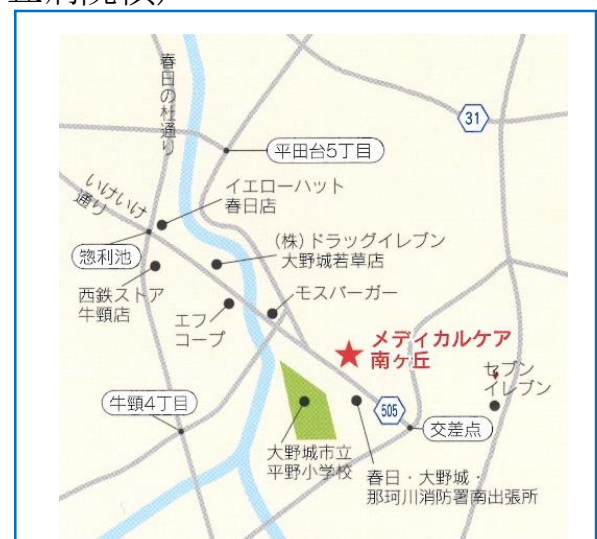 春日の杜通り
31
平田台5丁目
いけいけ
通り
イエローハット
春日店
惣利池
(株)ドラッグイレブン
大野城若草店
西鉄ストア
牛頸店
エフ
コープ
モスバーガー
メディカルケア
南ヶ丘
セブン
イレブン
牛頸4丁目
505
交差点
大野城市立
平野小学校
春日・大野城・
那珂川消防署南出張所